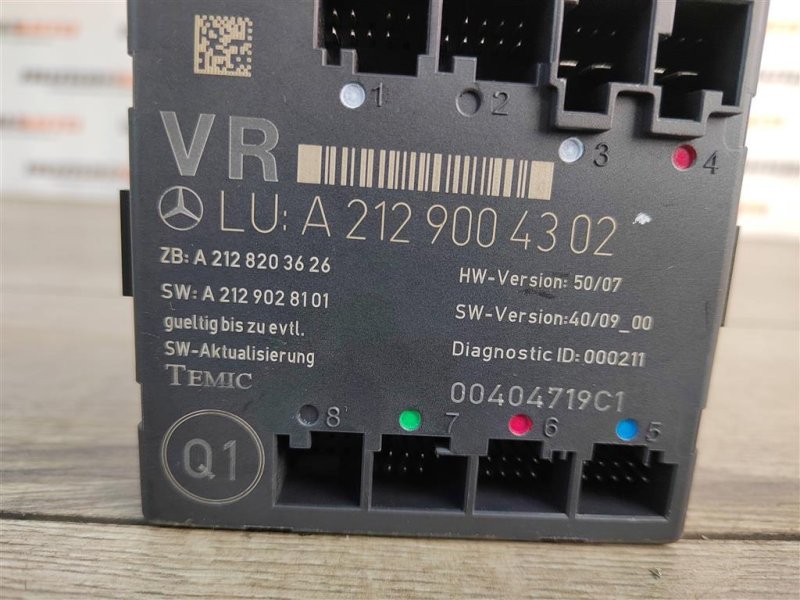 1 2
3 4
VR
LU: A 212 900 43 02
ZB: A 212 820 36 26
HW-Version: 50/07
SW: A 212 902 81 01
SW-Version:40/09_00
gueltig bis zu evtl.
SW-Aktualisierung
Diagnostic ID: 000211
TEMIC
00404719C1
8 7 6 5
Q1